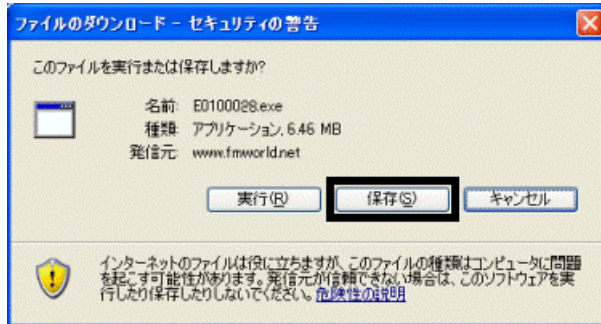 ファイルのダウンロード - セキュリティの警告
このファイルを実行または保存しますか?
名前: E0100028.exe
種類: アプリケーション, 6.46 MB
発信元: www.fmworld.net
実行(R) 保存(S) キャンセル
インターネットのファイルは役に立ちますが、このファイルの種類はコンピュータに問題
を起こす可能性があります。発信元が信頼できない場合は、このソフトウェアを実
行したり保存したりしないでください。危険性の説明